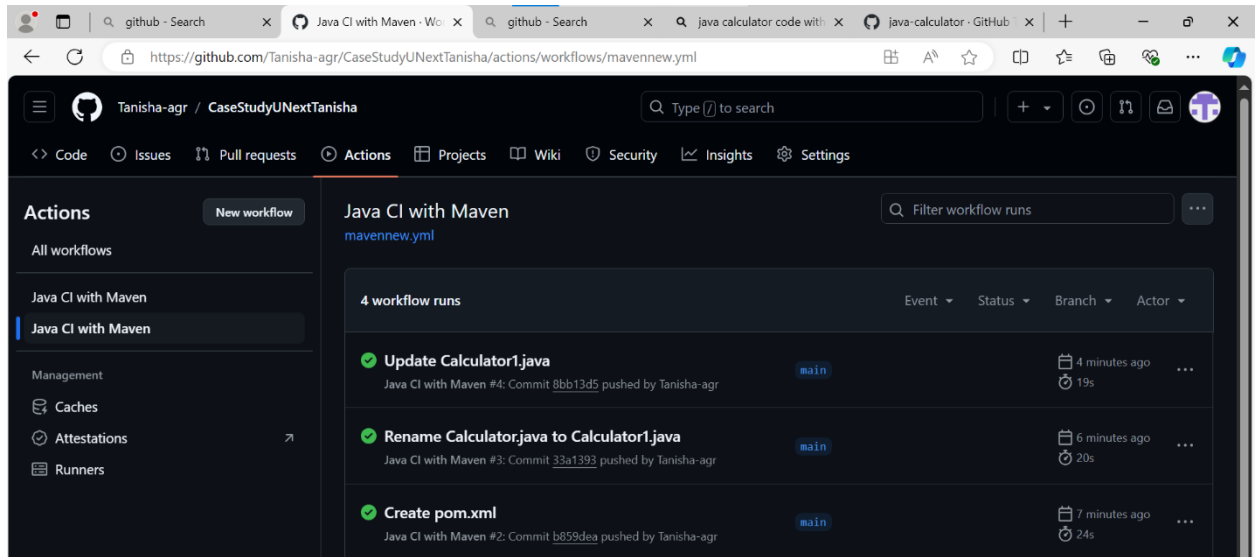 github - Search
Java CI with Maven · Wo
github - Search
java calculator code with
java-calculator · GitHub
https://github.com/Tanisha-agr/CaseStudyUNextTanisha/actions/workflows/mavennew.yml
Tanisha-agr / CaseStudyUNextTanisha
Type / to search
Code Issues Pull requests Actions Projects Wiki Security Insights Settings
Actions
New workflow
All workflows
Java CI with Maven
Java CI with Maven
Management
Caches
Attestations
Runners
Java CI with Maven
mavennew.yml
Filter workflow runs
4 workflow runs
Event Status Branch Actor
Update Calculator1.java
Java CI with Maven #4: Commit 8bb13d5 pushed by Tanisha-agr
main
4 minutes ago
19s
Rename Calculator.java to Calculator1.java
Java CI with Maven #3: Commit 33a1393 pushed by Tanisha-agr
main
6 minutes ago
20s
Create pom.xml
Java CI with Maven #2: Commit b859dea pushed by Tanisha-agr
main
7 minutes ago
24s